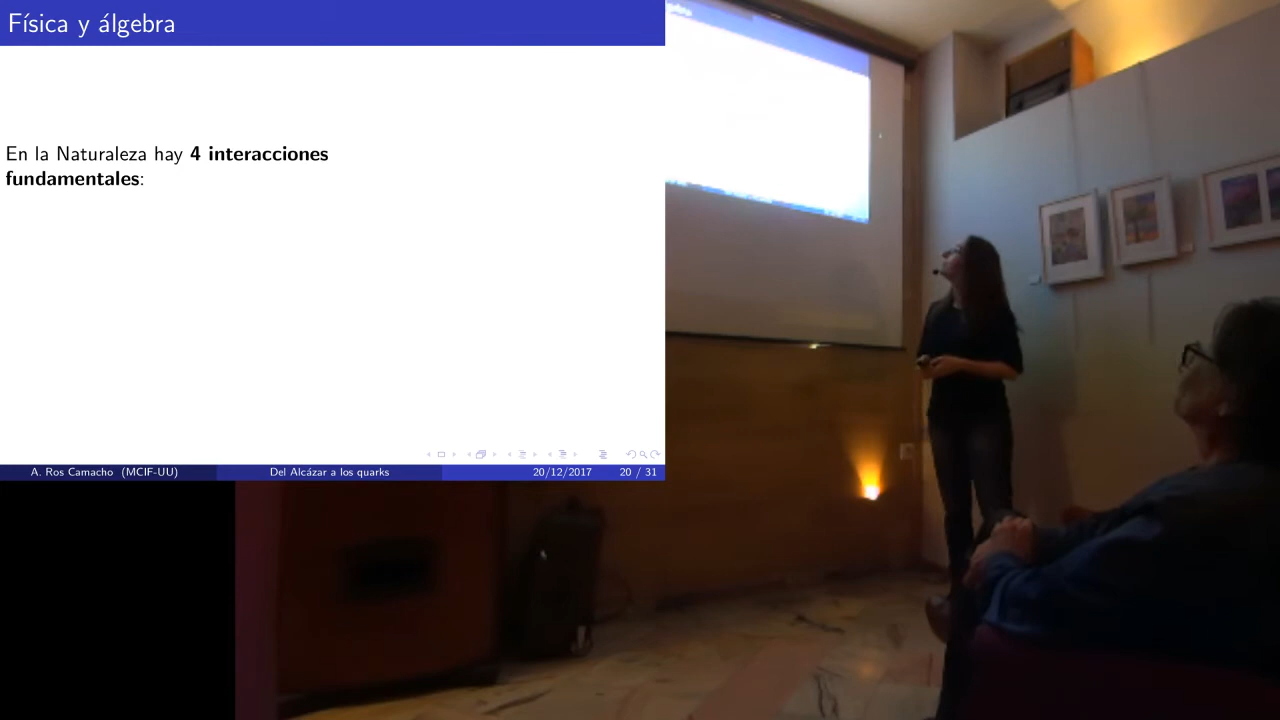 Física y álgebra
En la Naturaleza hay 4 interacciones
fundamentales:
A. Ros Camacho (MCIF-UU) Del Alcázar a los quarks 20/12/2017 20 / 31